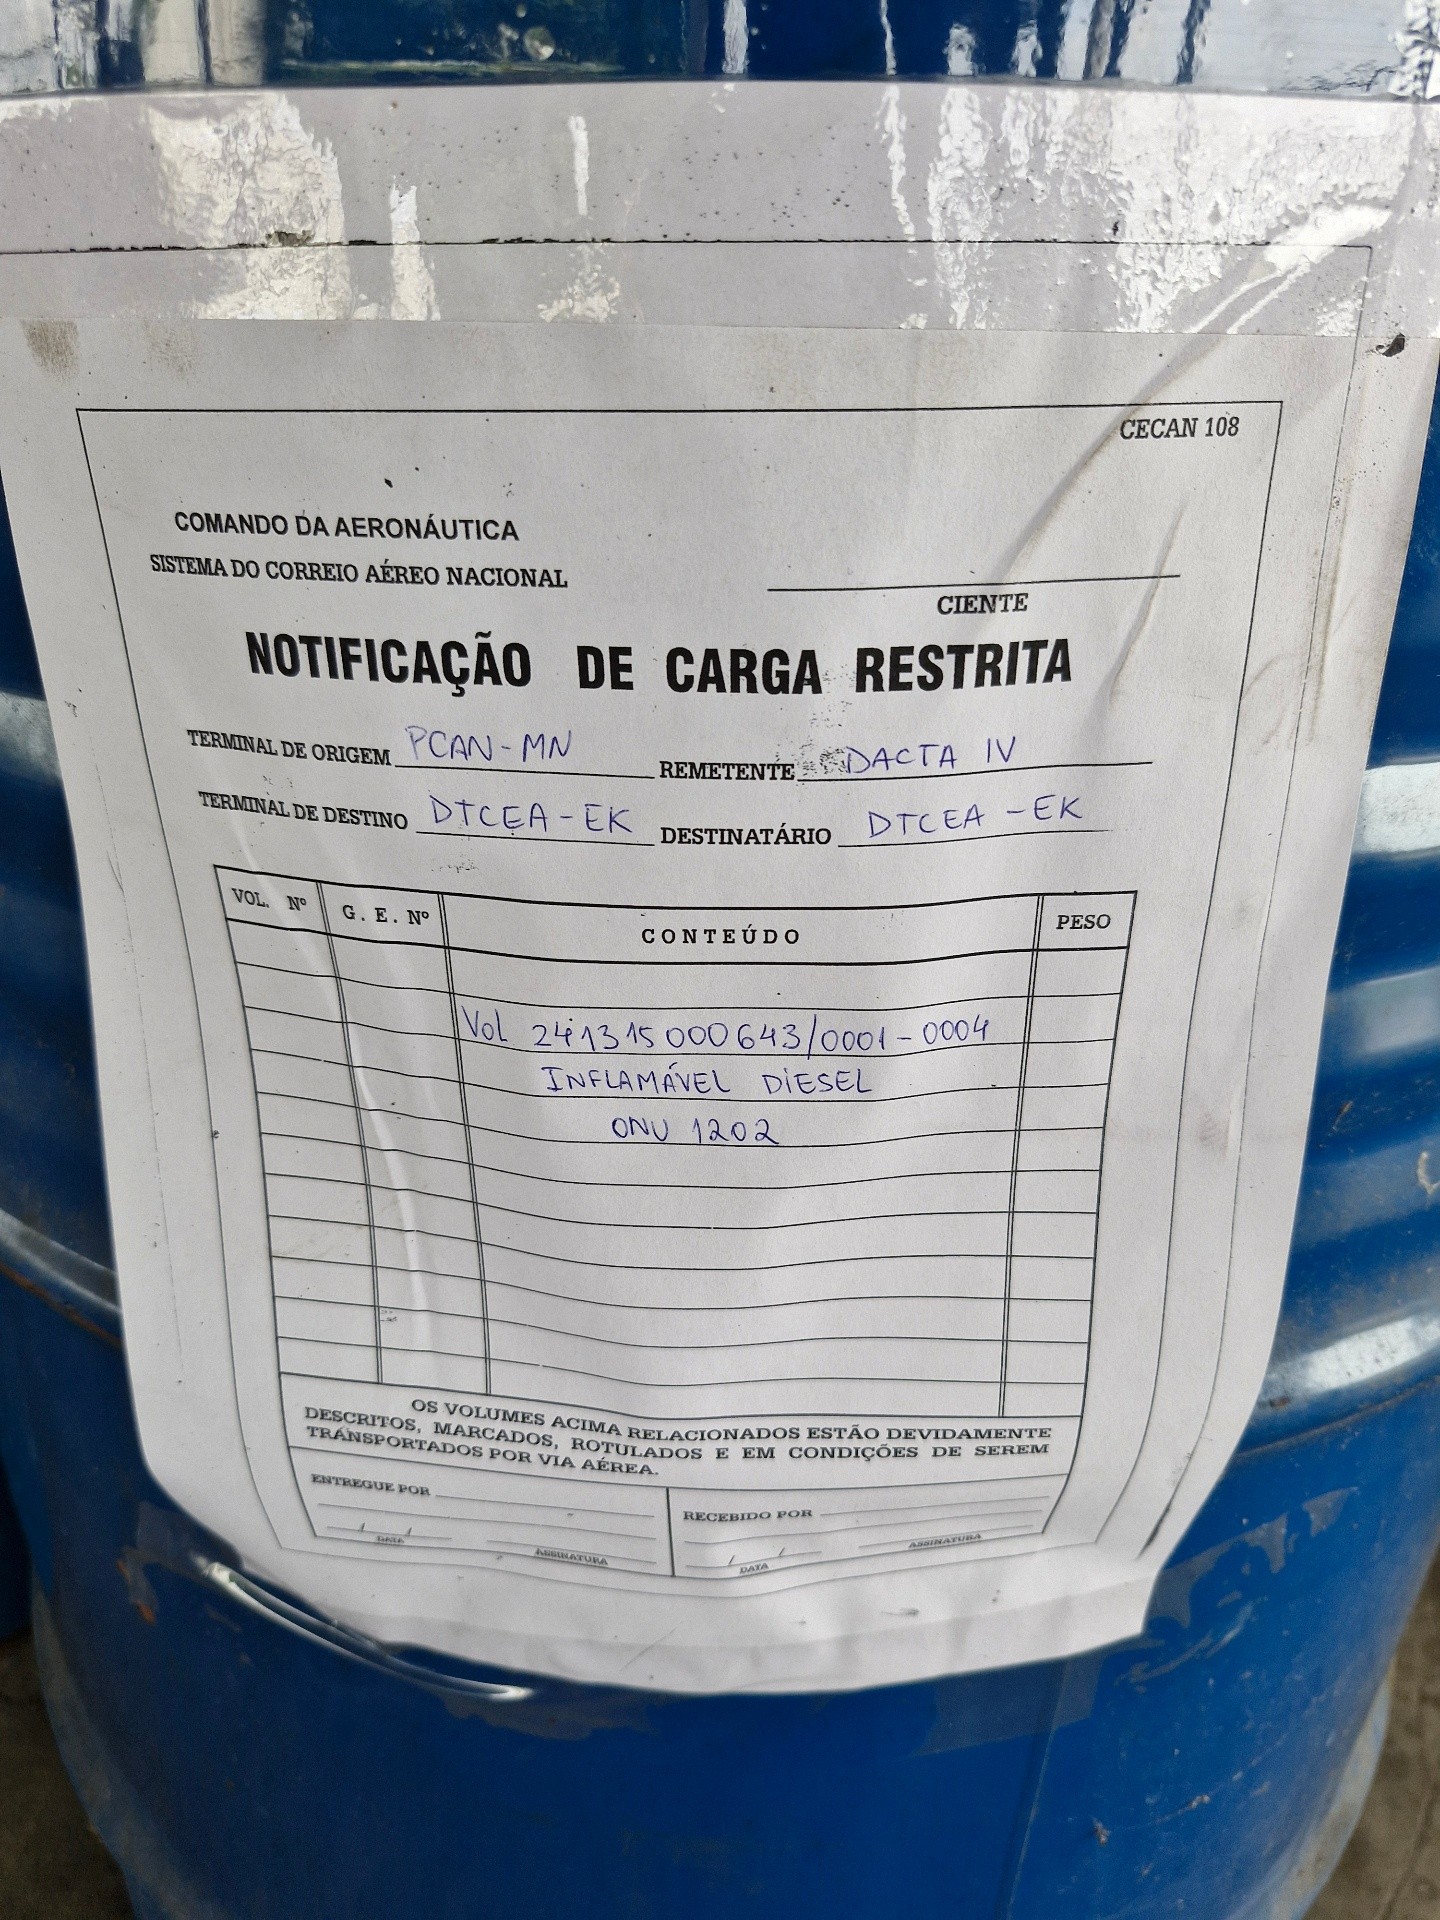 CECAN 108
COMANDO DA AERONÁUTICA
SISTEMA DO CORREIO AÉREO NACIONAL
CIENTE
NOTIFICAÇÃO DE CARGA RESTRITA
TERMINAL DE ORIGEM PCAN-MN REMETENTE DACTA IV
TERMINAL DE DESTINO DTCEA-EK DESTINATÁRIO DTCEA-EK
VOL. Nº G. E. Nº CONTEÚDO PESO
Vol 241315000643/0001-0004
INFLAMÁVEL DIESEL
ONU 1202
OS VOLUMES ACIMA RELACIONADOS ESTÃO DEVIDAMENTE
DESCRITOS, MARCADOS, ROTULADOS E EM CONDIÇÕES DE SEREM
TRANSPORTADOS POR VIA AÉREA.
ENTREGUE POR RECEBIDO POR
/ / / /
DATA ASSINATURA DATA ASSINATURA